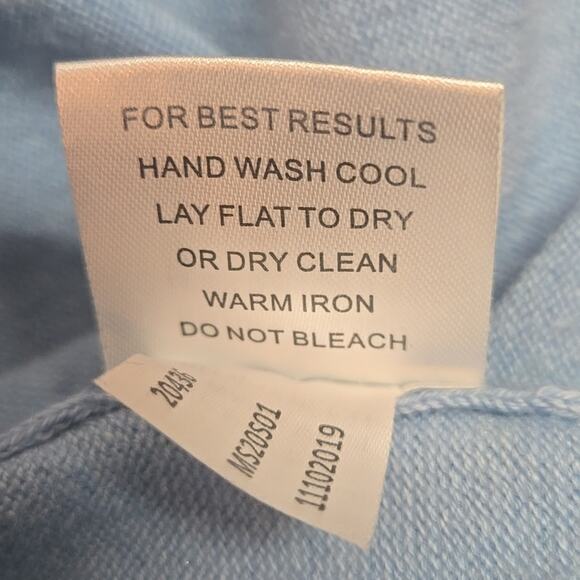 FOR BEST RESULTS
HAND WASH COOL
LAY FLAT TO DRY
OR DRY CLEAN
WARM IRON
DO NOT BLEACH
MS20S01
11102019